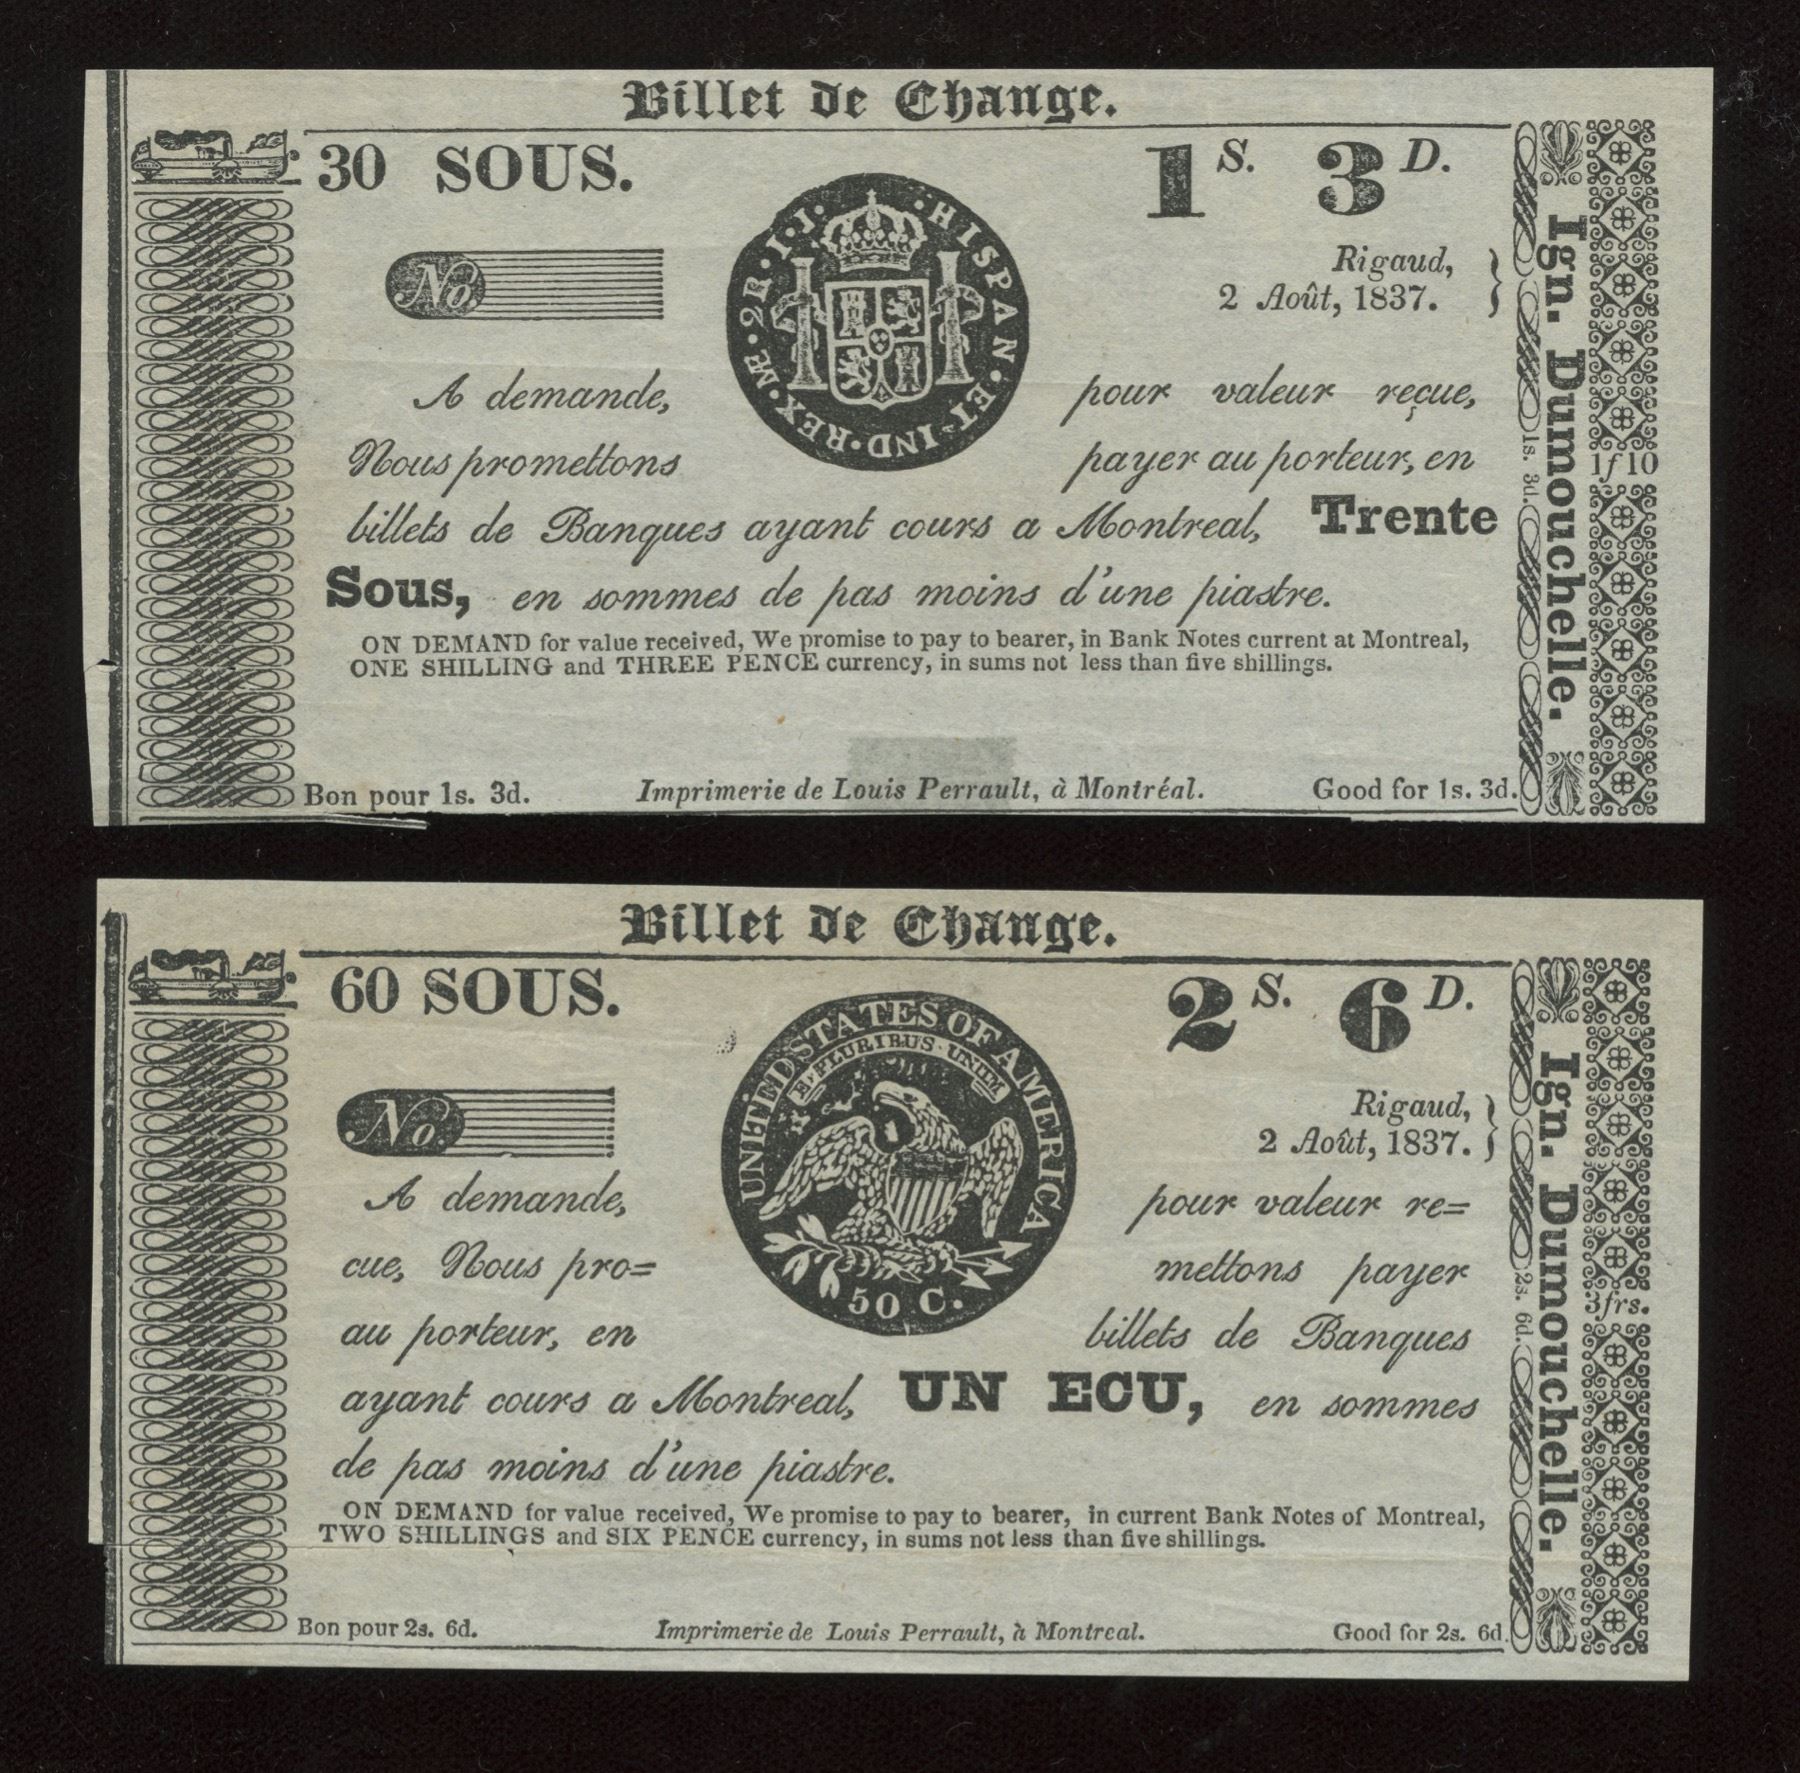 Billet de Change.
30 SOUS.
1 S. 3 D.
No.
HISPAN·ET·IND·REX·M·2R·I·J·
Rigaud,
2 Août, 1837.
A demande, pour valeur reçue,
Nous promettons payer au porteur, en
billets de Banques ayant cours a Montreal, Trente
Sous, en sommes de pas moins d'une piastre.
ON DEMAND for value received, We promise to pay to bearer, in Bank Notes current at Montreal,
ONE SHILLING and THREE PENCE currency, in sums not less than five shillings.
Bon pour 1s. 3d. Imprimerie de Louis Perrault, à Montréal. Good for 1s. 3d.
1s. 3d.
Ign. Dumouchelle.
1f 10
Billet de Change.
60 SOUS.
2 S. 6 D.
No.
UNITED STATES OF AMERICA
E·PLURIBUS·UNUM
50 C.
Rigaud,
2 Août, 1837.
A demande, pour valeur re=
cue, Nous pro= mettons payer
au porteur, en billets de Banques
ayant cours a Montreal, UN ECU, en sommes
de pas moins d'une piastre.
ON DEMAND for value received, We promise to pay to bearer, in current Bank Notes of Montreal,
TWO SHILLINGS and SIX PENCE currency, in sums not less than five shillings.
Bon pour 2s. 6d. Imprimerie de Louis Perrault, à Montreal. Good for 2s. 6d.
2s. 6d.
Ign. Dumouchelle.
3frs.